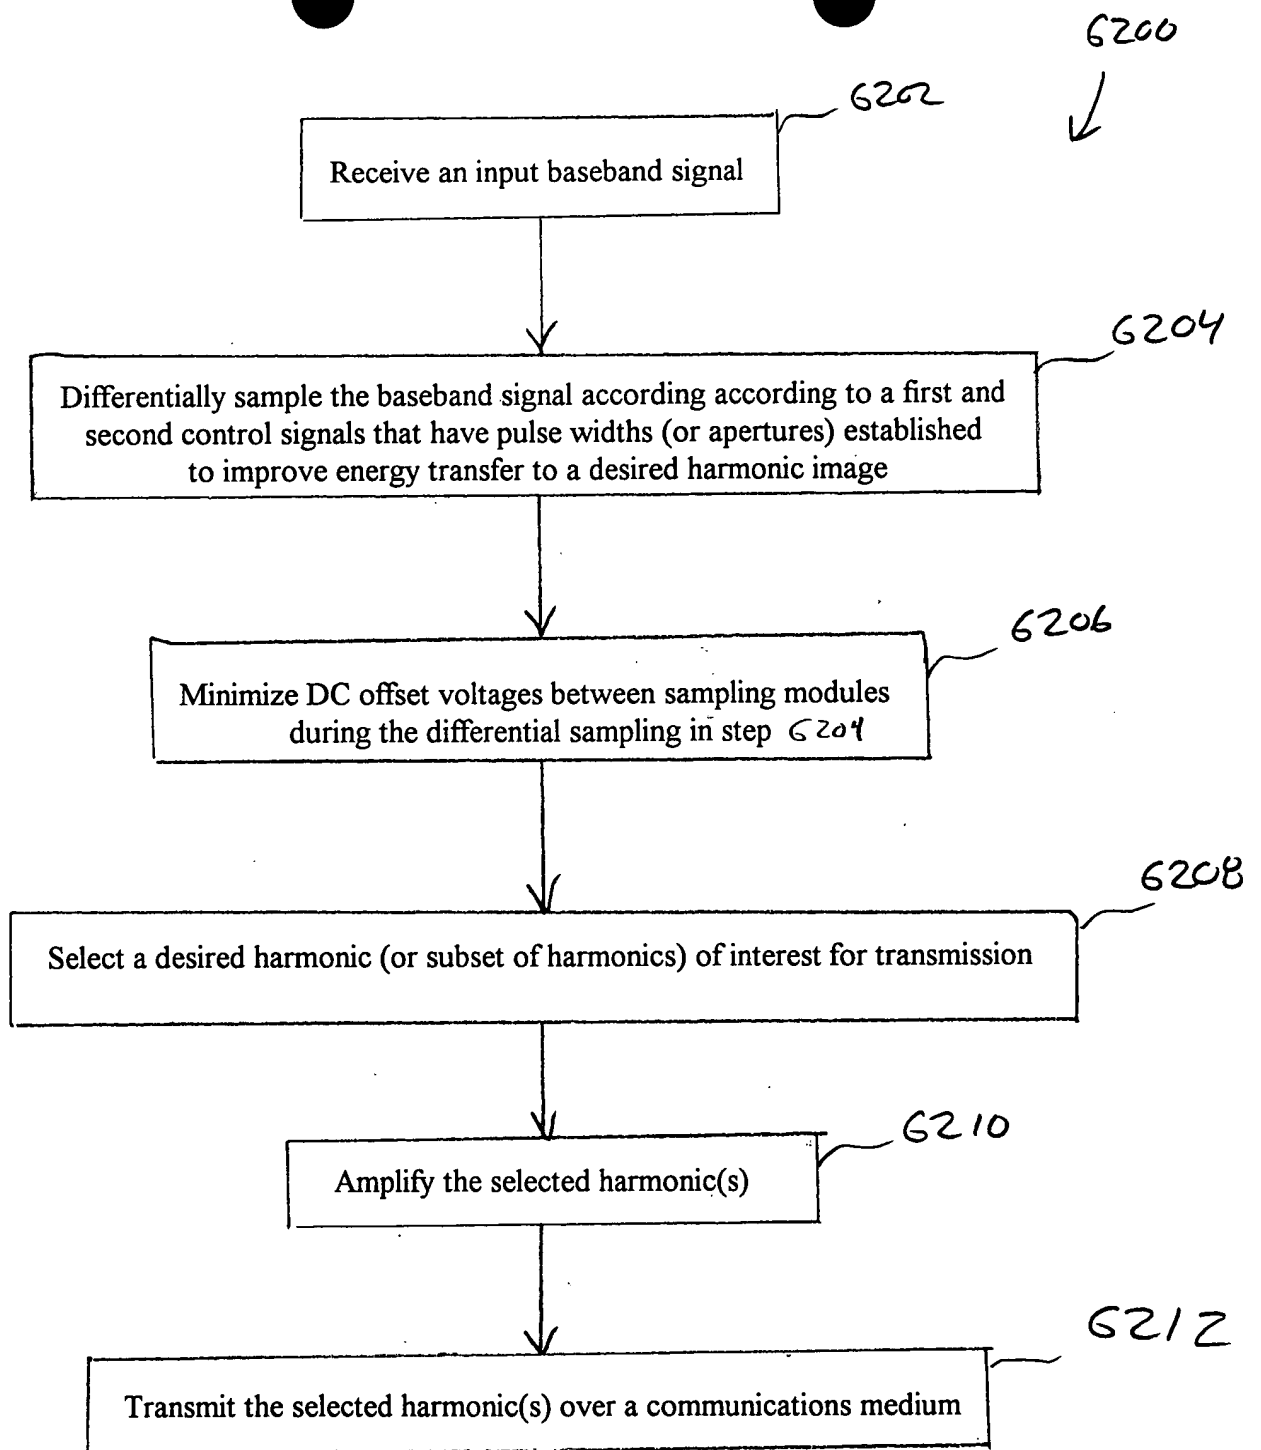 6200
6202
Receive an input baseband signal
6204
Differentially sample the baseband signal according according to a first and
second control signals that have pulse widths (or apertures) established
to improve energy transfer to a desired harmonic image
6206
Minimize DC offset voltages between sampling modules
during the differential sampling in step 6204
6208
Select a desired harmonic (or subset of harmonics) of interest for transmission
6210
Amplify the selected harmonic(s)
6212
Transmit the selected harmonic(s) over a communications medium